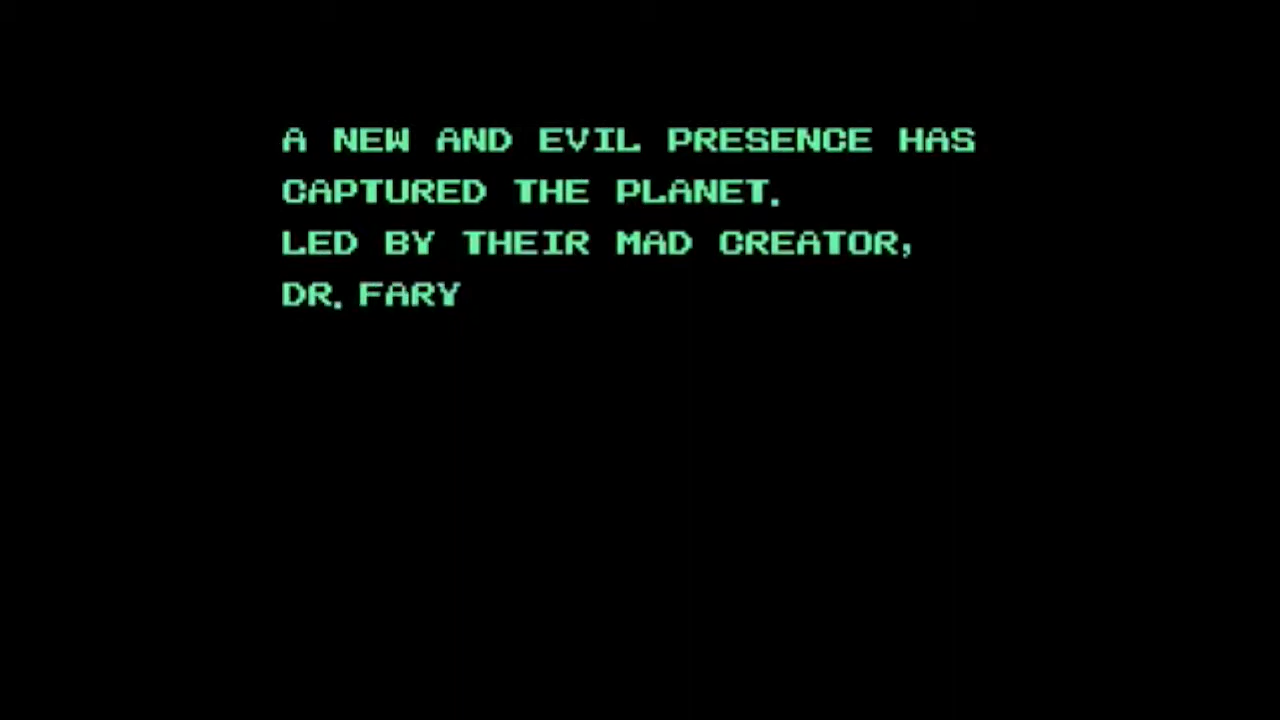 A NEW AND EVIL PRESENCE HAS
CAPTURED THE PLANET.
LED BY THEIR MAD CREATOR,
DR. FARY